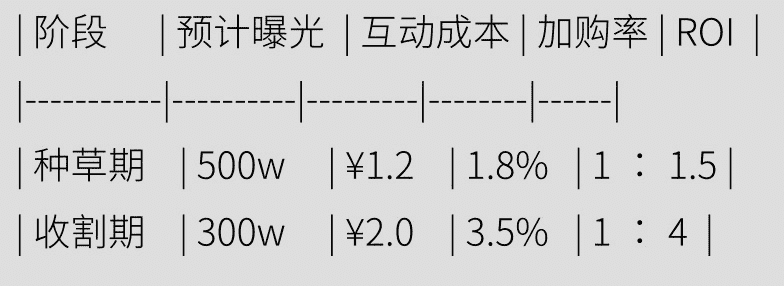 | 阶段 | 预计曝光 | 互动成本 | 加购率 | ROI |
|-----------|----------|---------|--------|------|
| 种草期 | 500w | ¥1.2 | 1.8% | 1 ： 1.5 |
| 收割期 | 300w | ¥2.0 | 3.5% | 1 ： 4 |